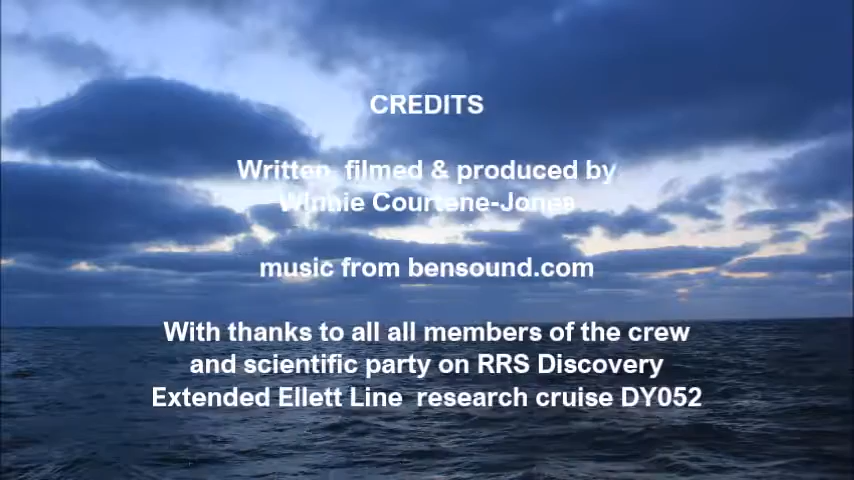 CREDITS
Written filmed & produced by
Winnie Courtene-Jones
music from bensound.com
With thanks to all all members of the crew
and scientific party on RRS Discovery
Extended Ellett Line research cruise DY052